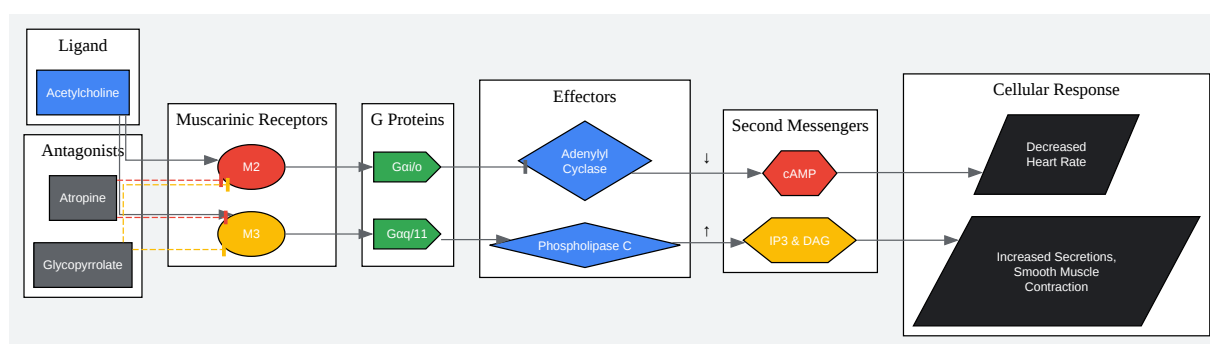 Ligand
Acetylcholine
Antagonists
Atropine
Glycopyrrolate
Muscarinic Receptors
M2
M3
G Proteins
Gαi/o
Gαq/11
Effectors
Adenylyl
Cyclase
Phospholipase C
↓
↑
Second Messengers
cAMP
IP3 & DAG
Cellular Response
Decreased
Heart Rate
Increased Secretions,
Smooth Muscle
Contraction